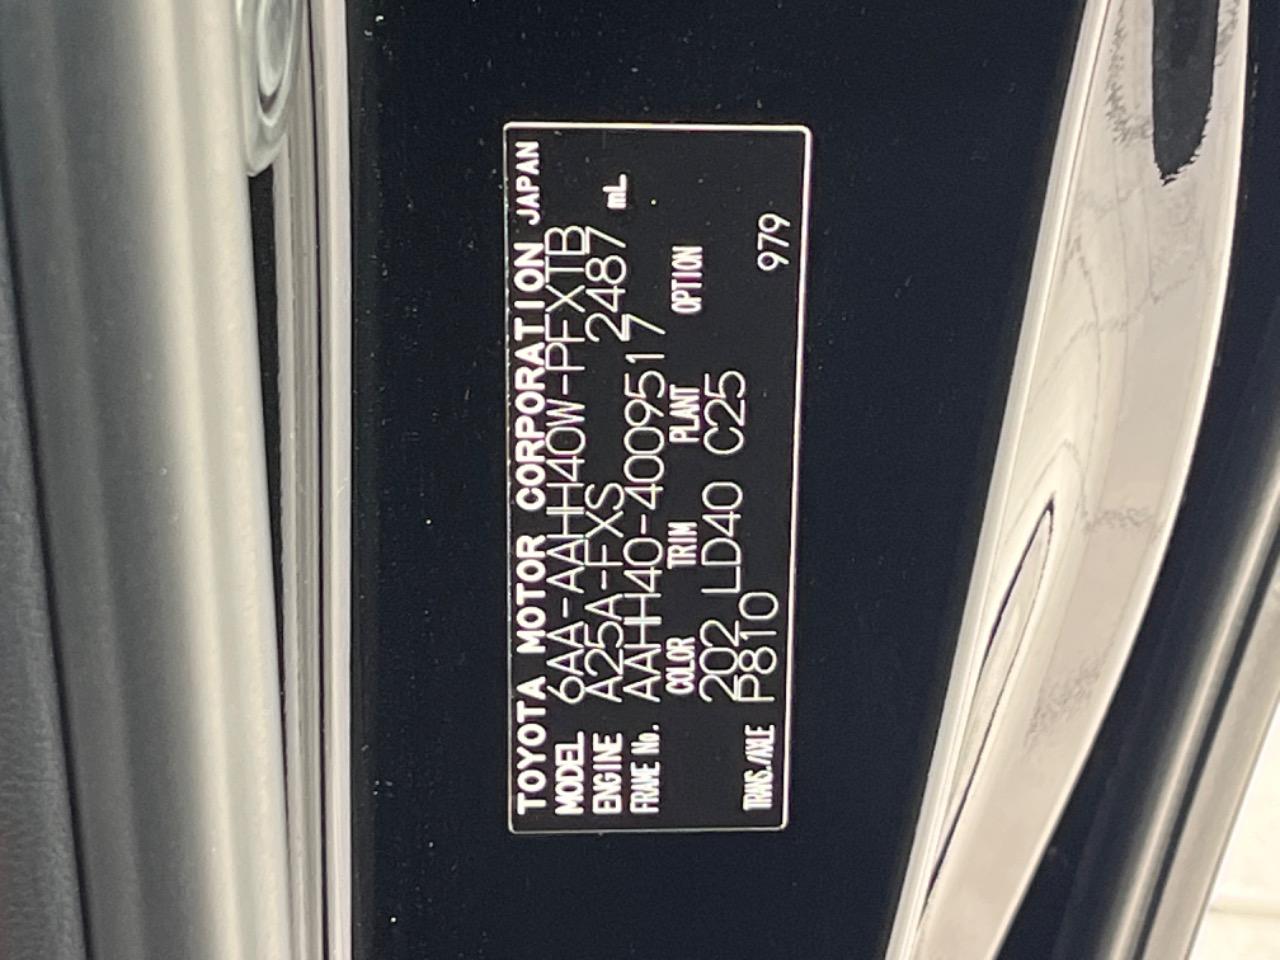 TOYOTA MOTOR CORPORATION JAPAN
MODEL 6AA-AAHH40W-PFXTB
ENGINE A25A-FXS 2487 mL
FRAME No. AAHH40-4009517
COLOR TRIM PLANT OPTION
202 LD40 C25
TRANS./AXLE P810 979